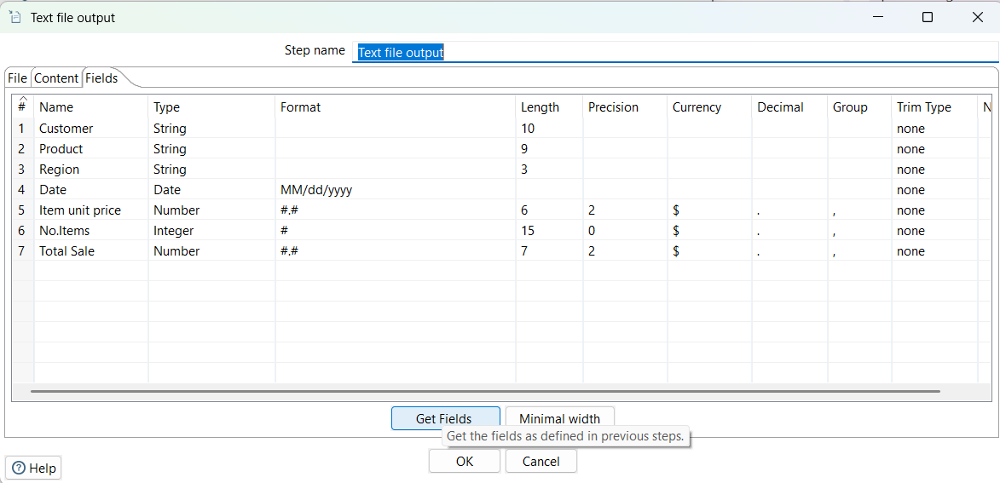 Text file output
Step name Text file output
File Content Fields
# Name Type Format Length Precision Currency Decimal Group Trim Type N
1 Customer String 10 none
2 Product String 9 none
3 Region String 3 none
4 Date Date MM/dd/yyyy none
5 Item unit price Number #.# 6 2 $ . , none
6 No.Items Integer # 15 0 $ . , none
7 Total Sale Number #.# 7 2 $ . , none
Get Fields Minimal width
Get the fields as defined in previous steps.
OK Cancel
Help